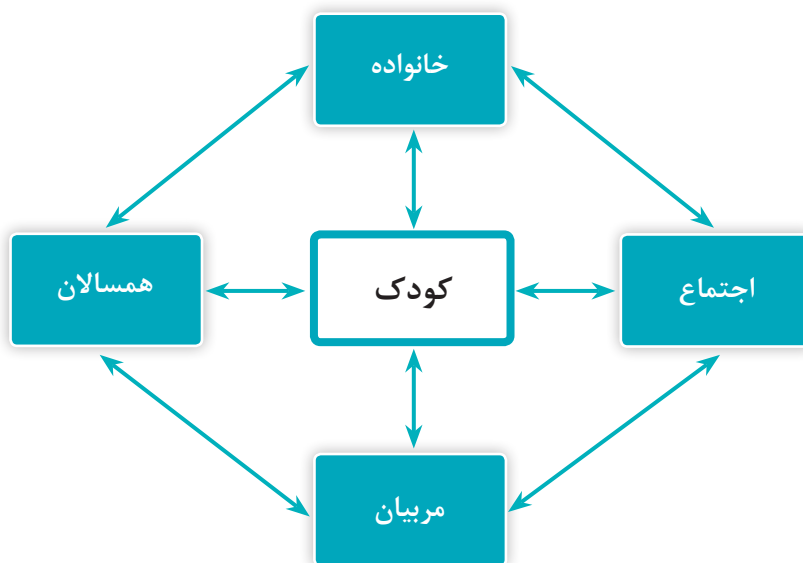 خانواده
اجتماع
کودک
همسالان
مربیان